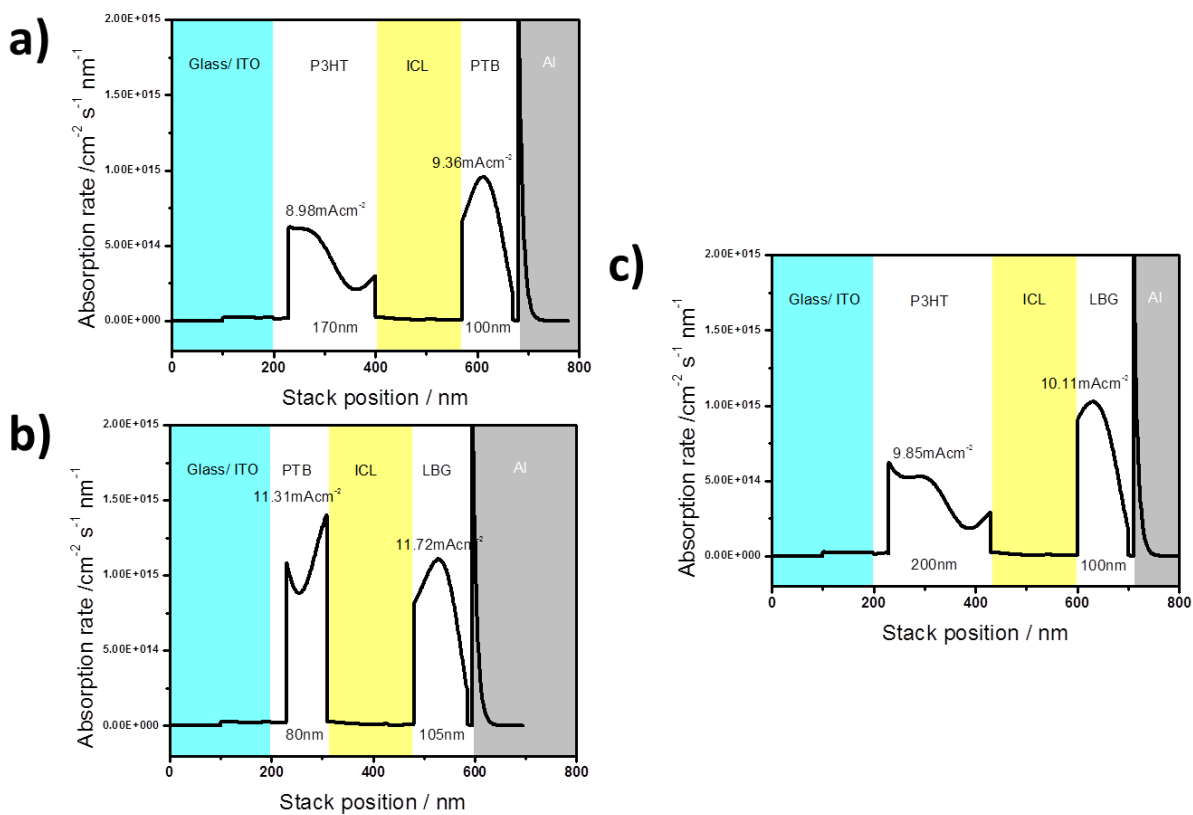 a)
Absorption rate /cm⁻² s⁻¹ nm⁻¹
2.00E+015
1.50E+015
1.00E+015
5.00E+014
0.00E+000
Glass/ ITO P3HT ICL PTB Al
9.36mAcm⁻²
8.98mAcm⁻²
170nm 100nm
0 200 400 600 800
Stack position / nm
b)
Absorption rate /cm⁻² s⁻¹ nm⁻¹
2.00E+015
1.50E+015
1.00E+015
5.00E+014
0.00E+000
Glass/ ITO PTB ICL LBG Al
11.31mAcm⁻²
11.72mAcm⁻²
80nm 105nm
0 200 400 600 800
Stack position / nm
c)
Absorption rate /cm⁻² s⁻¹ nm⁻¹
2.00E+015
1.50E+015
1.00E+015
5.00E+014
0.00E+000
Glass/ ITO P3HT ICL LBG Al
10.11mAcm⁻²
9.85mAcm⁻²
200nm 100nm
0 200 400 600 800
Stack position / nm